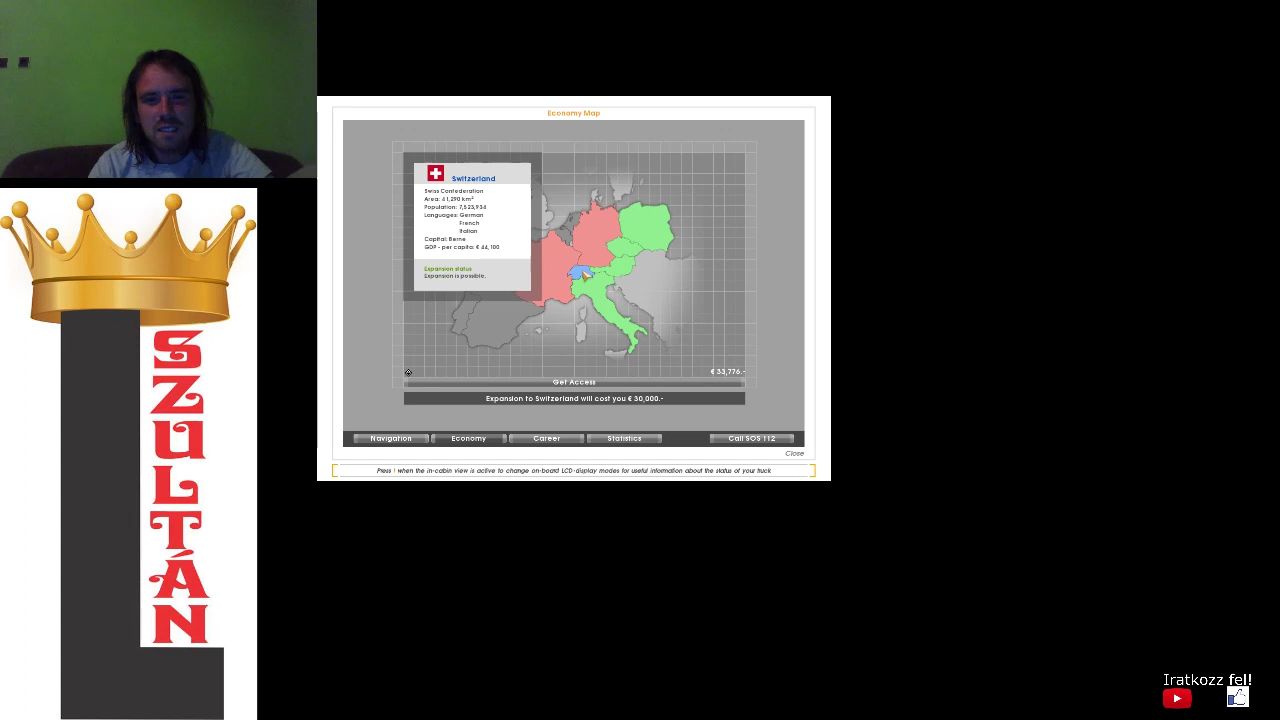 Economy Map
Switzerland
Swiss Confederation
Area: 41,290 km²
Population: 7,523,934
Languages: German
French
Italian
Capital: Berne
GDP - per capita: € 44,100
Expansion status
Expansion is possible.
€ 33,776.-
Get Access
Expansion to Switzerland will cost you € 30,000.-
Navigation
Economy
Career
Statistics
Call SOS 112
Close
Press I when the in-cabin view is active to change on-board LCD-display modes for useful information about the status of your truck
L
SZULTÁN
Iratkozz fel!